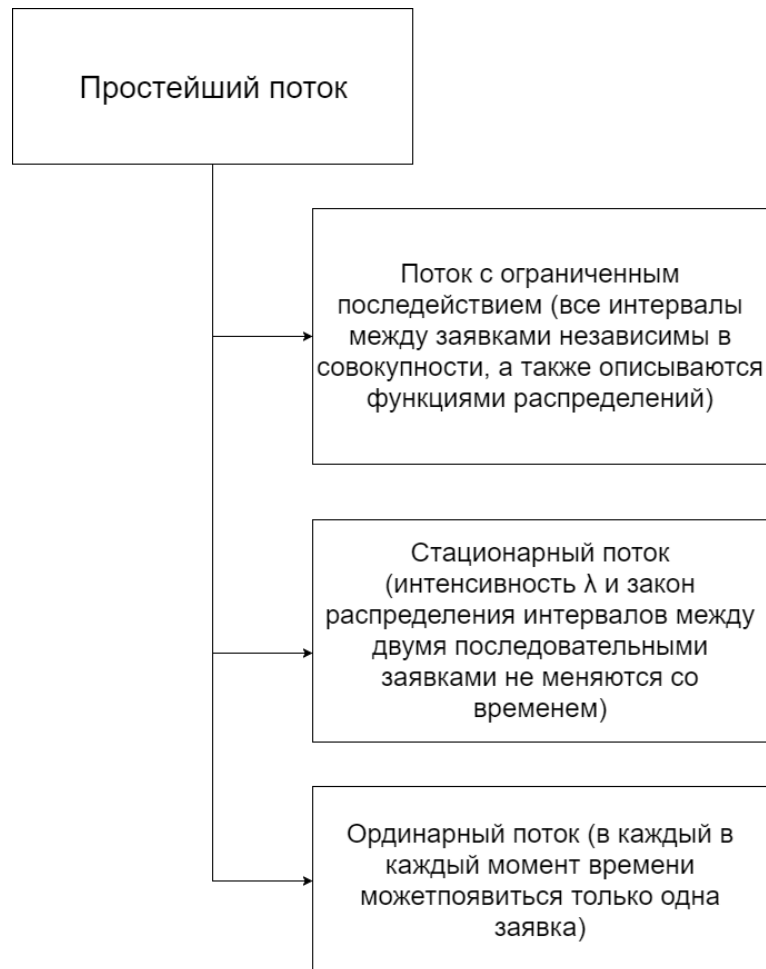 Простейший поток
Поток с ограниченным
последействием (все интервалы
между заявками независимы в
совокупности, а также описываются
функциями распределений)
Стационарный поток
(интенсивность λ и закон
распределения интервалов между
двумя последовательными
заявками не меняются со
временем)
Ординарный поток (в каждый в
каждый момент времени
можетпоявиться только одна
заявка)